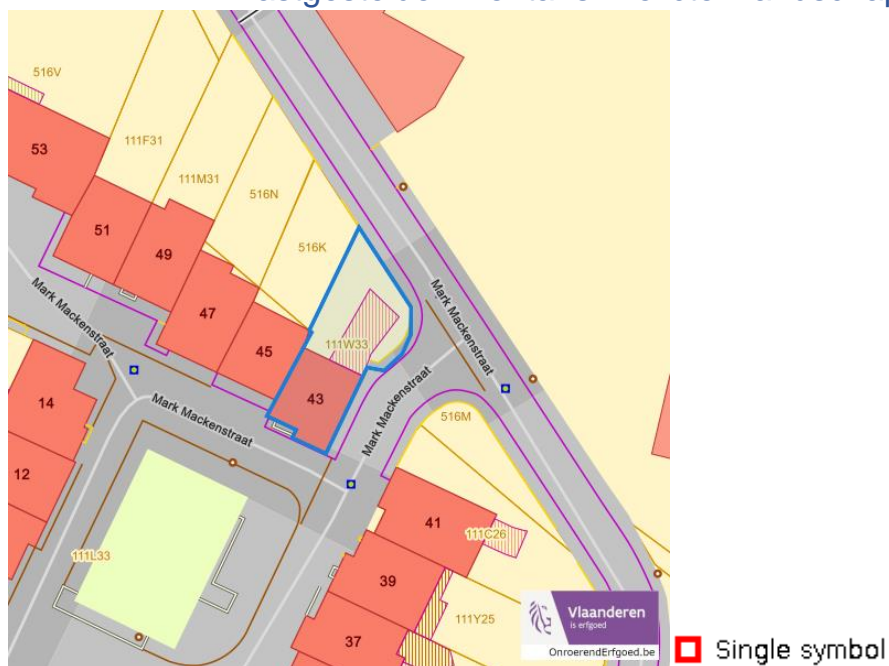 516V
53
111F31
111M31
516N
51
49
516K
47
Mark Mackenstraat
Mark Mackenstraat
45
111W33
43
Mark Mackenstraat
14
Mark Mackenstraat
516M
12
41
111C26
111L33
39
111Y25
37
Vlaanderen
is erfgoed
OnroerendErfgoed.be
Single symbol